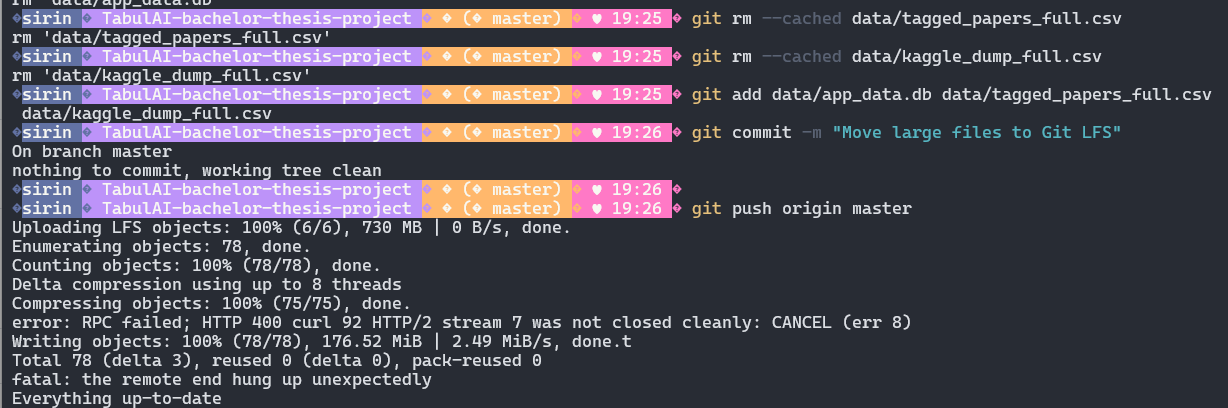 rm 'data/app_data.db'
sirin TabulAI-bachelor-thesis-project � (� master) ♥ 19:25 � git rm --cached data/tagged_papers_full.csv
rm 'data/tagged_papers_full.csv'
sirin TabulAI-bachelor-thesis-project � (� master) ♥ 19:25 � git rm --cached data/kaggle_dump_full.csv
rm 'data/kaggle_dump_full.csv'
sirin TabulAI-bachelor-thesis-project � (� master) ♥ 19:25 � git add data/app_data.db data/tagged_papers_full.csv
data/kaggle_dump_full.csv
sirin TabulAI-bachelor-thesis-project � (� master) ♥ 19:26 � git commit -m "Move large files to Git LFS"
On branch master
nothing to commit, working tree clean
sirin TabulAI-bachelor-thesis-project � (� master) ♥ 19:26 �
sirin TabulAI-bachelor-thesis-project � (� master) ♥ 19:26 � git push origin master
Uploading LFS objects: 100% (6/6), 730 MB | 0 B/s, done.
Enumerating objects: 78, done.
Counting objects: 100% (78/78), done.
Delta compression using up to 8 threads
Compressing objects: 100% (75/75), done.
error: RPC failed; HTTP 400 curl 92 HTTP/2 stream 7 was not closed cleanly: CANCEL (err 8)
Writing objects: 100% (78/78), 176.52 MiB | 2.49 MiB/s, done.t
Total 78 (delta 3), reused 0 (delta 0), pack-reused 0
fatal: the remote end hung up unexpectedly
Everything up-to-date